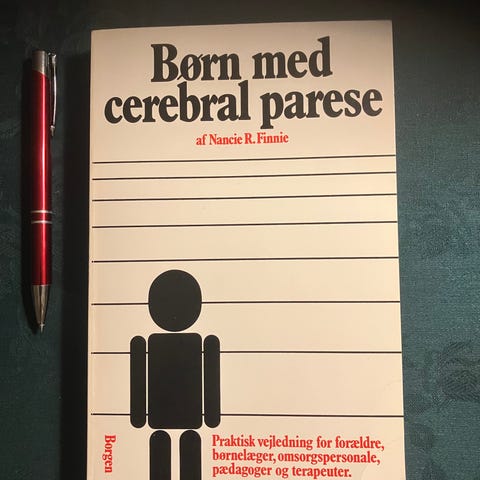 Børn med
cerebral parese
af Nancie R. Finnie
Praktisk vejledning for forældre,
børnelæger, omsorgspersonale,
pædagoger og terapeuter.
Borgen